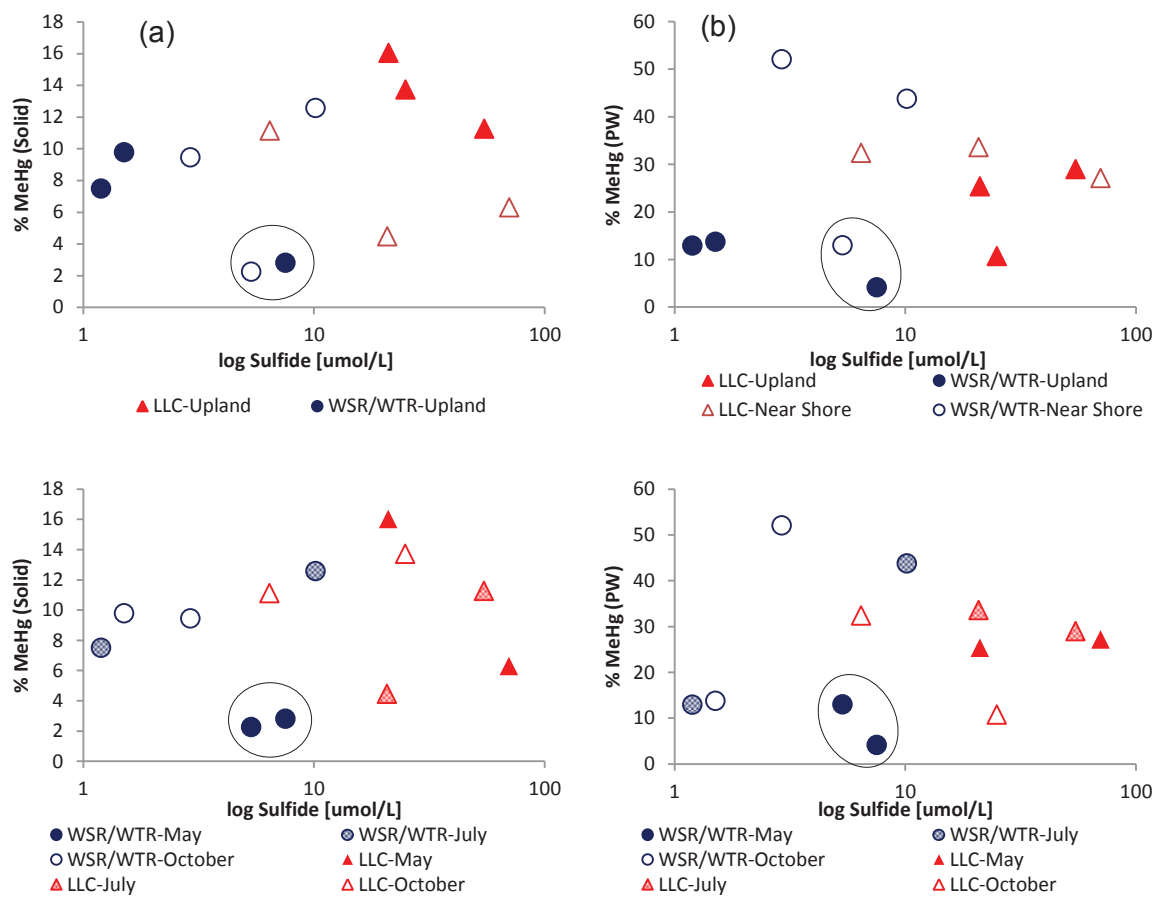 (a)
18
16
14
12
10
8
6
4
2
0
% MeHg (Solid)
1 10 100
log Sulfide [umol/L]
LLC-Upland WSR/WTR-Upland
(b)
60
50
40
30
20
10
0
% MeHg (PW)
1 10 100
log Sulfide [umol/L]
LLC-Upland WSR/WTR-Upland
LLC-Near Shore WSR/WTR-Near Shore
18
16
14
12
10
8
6
4
2
0
% MeHg (Solid)
1 10 100
log Sulfide [umol/L]
WSR/WTR-May WSR/WTR-July
WSR/WTR-October LLC-May
LLC-July LLC-October
60
50
40
30
20
10
0
% MeHg (PW)
1 10 100
log Sulfide [umol/L]
WSR/WTR-May WSR/WTR-July
WSR/WTR-October LLC-May
LLC-July LLC-October